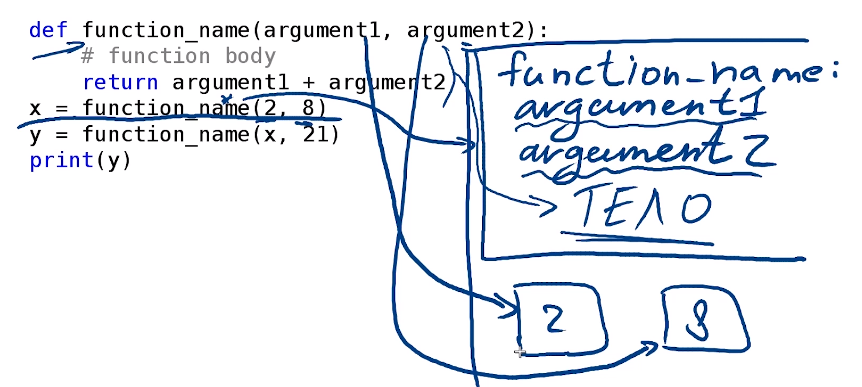 def function_name(argument1, argument2):
    # function body
    return argument1 + argument2
x = function_name(2, 8)
y = function_name(x, 21)
print(y)
function_name:
argument1
argument2
ТЕЛО
2
8